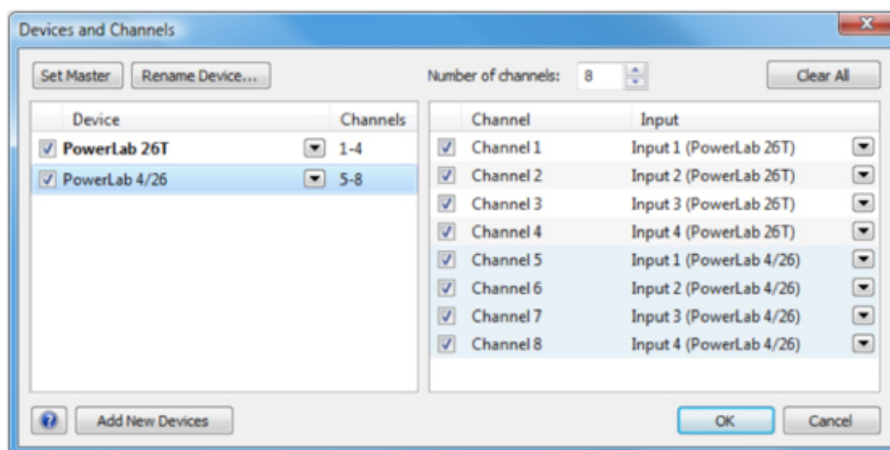 Devices and Channels
Set Master Rename Device... Number of channels: 8 Clear All
Device Channels
PowerLab 26T 1-4
PowerLab 4/26 5-8
Channel Input
Channel 1 Input 1 (PowerLab 26T)
Channel 2 Input 2 (PowerLab 26T)
Channel 3 Input 3 (PowerLab 26T)
Channel 4 Input 4 (PowerLab 26T)
Channel 5 Input 1 (PowerLab 4/26)
Channel 6 Input 2 (PowerLab 4/26)
Channel 7 Input 3 (PowerLab 4/26)
Channel 8 Input 4 (PowerLab 4/26)
? Add New Devices OK Cancel